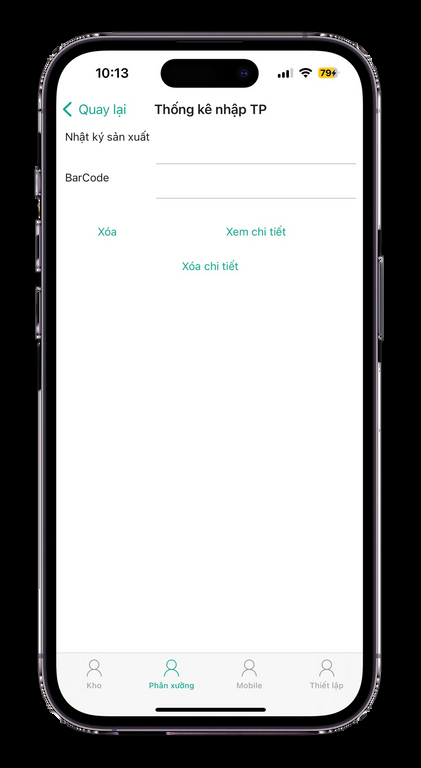 10:13
79
Quay lại Thống kê nhập TP
Nhật ký sản xuất
BarCode
Xóa Xem chi tiết
Xóa chi tiết
Kho Phân xưởng Mobile Thiết lập